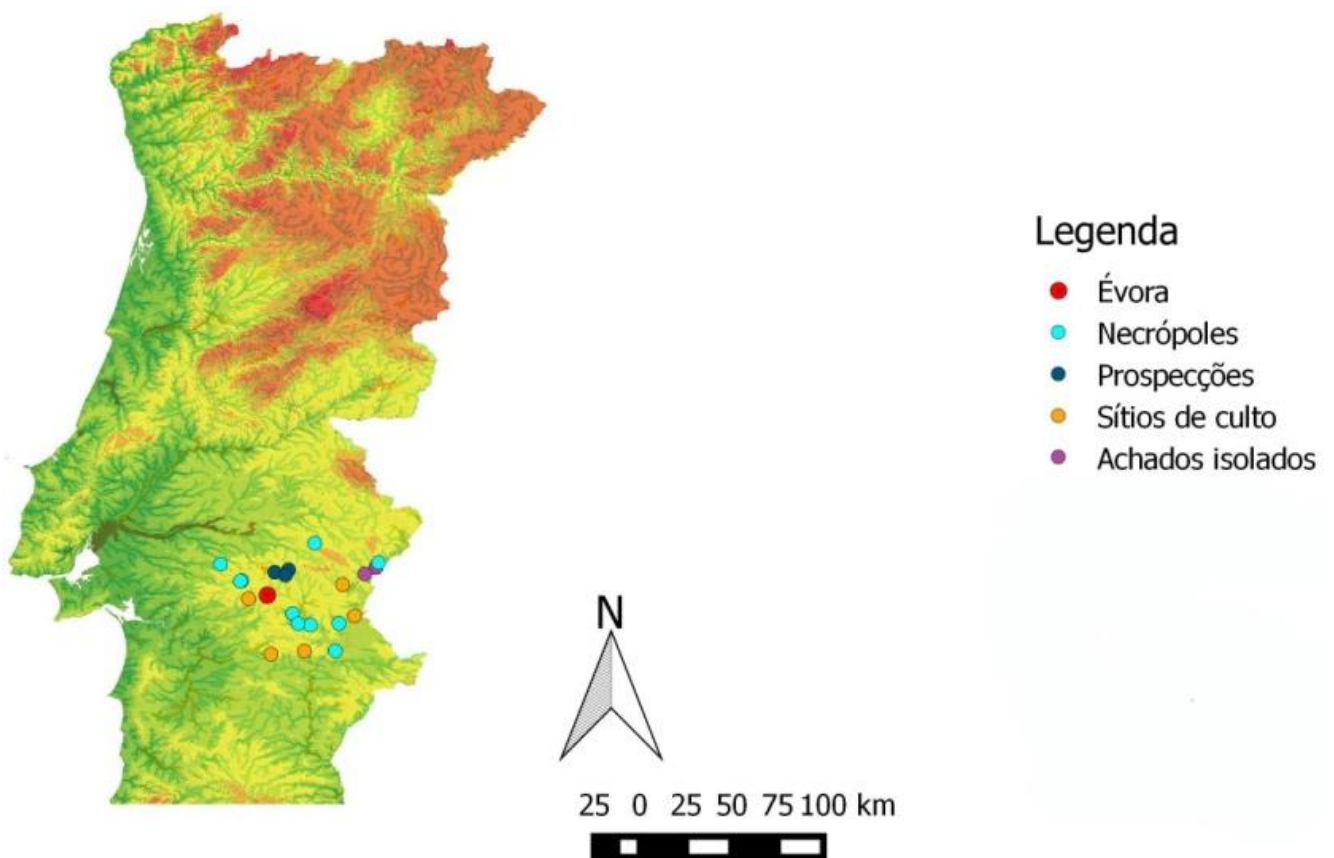 Legenda
Évora
Necrópoles
Prospecções
Sítios de culto
Achados isolados
N
25 0 25 50 75 100 km